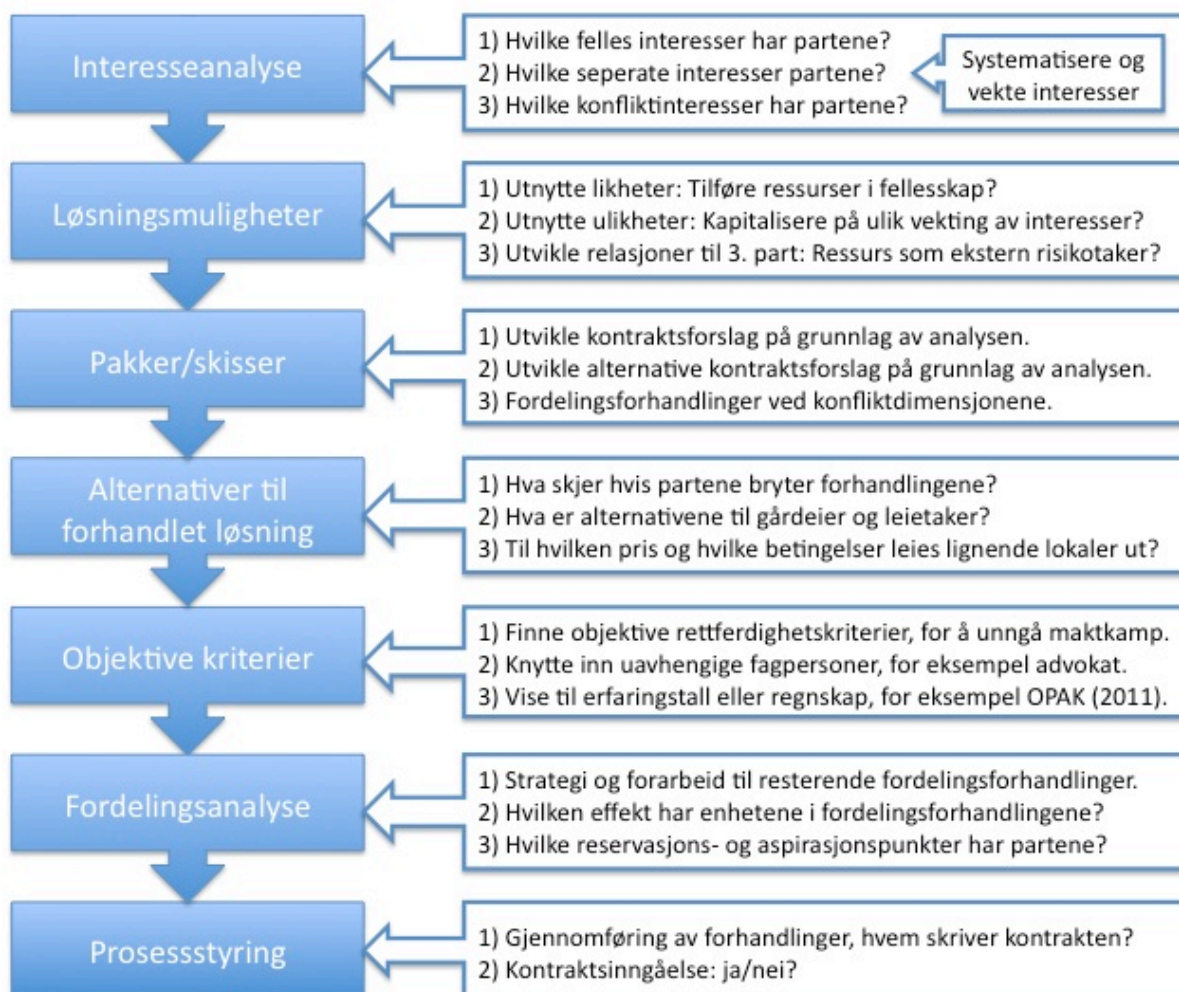 Interesseanalyse
1) Hvilke felles interesser har partene?
2) Hvilke seperate interesser partene?
3) Hvilke konfliktinteresser har partene?
Systematisere og
vekte interesser
Løsningsmuligheter
1) Utnytte likheter: Tilføre ressurser i fellesskap?
2) Utnytte ulikheter: Kapitalisere på ulik vekting av interesser?
3) Utvikle relasjoner til 3. part: Ressurs som ekstern risikotaker?
Pakker/skisser
1) Utvikle kontraktsforslag på grunnlag av analysen.
2) Utvikle alternative kontraktsforslag på grunnlag av analysen.
3) Fordelingsforhandlinger ved konfliktdimensjonene.
Alternativer til
forhandlet løsning
1) Hva skjer hvis partene bryter forhandlingene?
2) Hva er alternativene til gårdeier og leietaker?
3) Til hvilken pris og hvilke betingelser leies lignende lokaler ut?
Objektive kriterier
1) Finne objektive rettferdighetskriterier, for å unngå maktkamp.
2) Knytte inn uavhengige fagpersoner, for eksempel advokat.
3) Vise til erfaringstall eller regnskap, for eksempel OPAK (2011).
Fordelingsanalyse
1) Strategi og forarbeid til resterende fordelingsforhandlinger.
2) Hvilken effekt har enhetene i fordelingsforhandlingene?
3) Hvilke reservasjons- og aspirasjonspunkter har partene?
Prosessstyring
1) Gjennomføring av forhandlinger, hvem skriver kontrakten?
2) Kontraktsinngåelse: ja/nei?